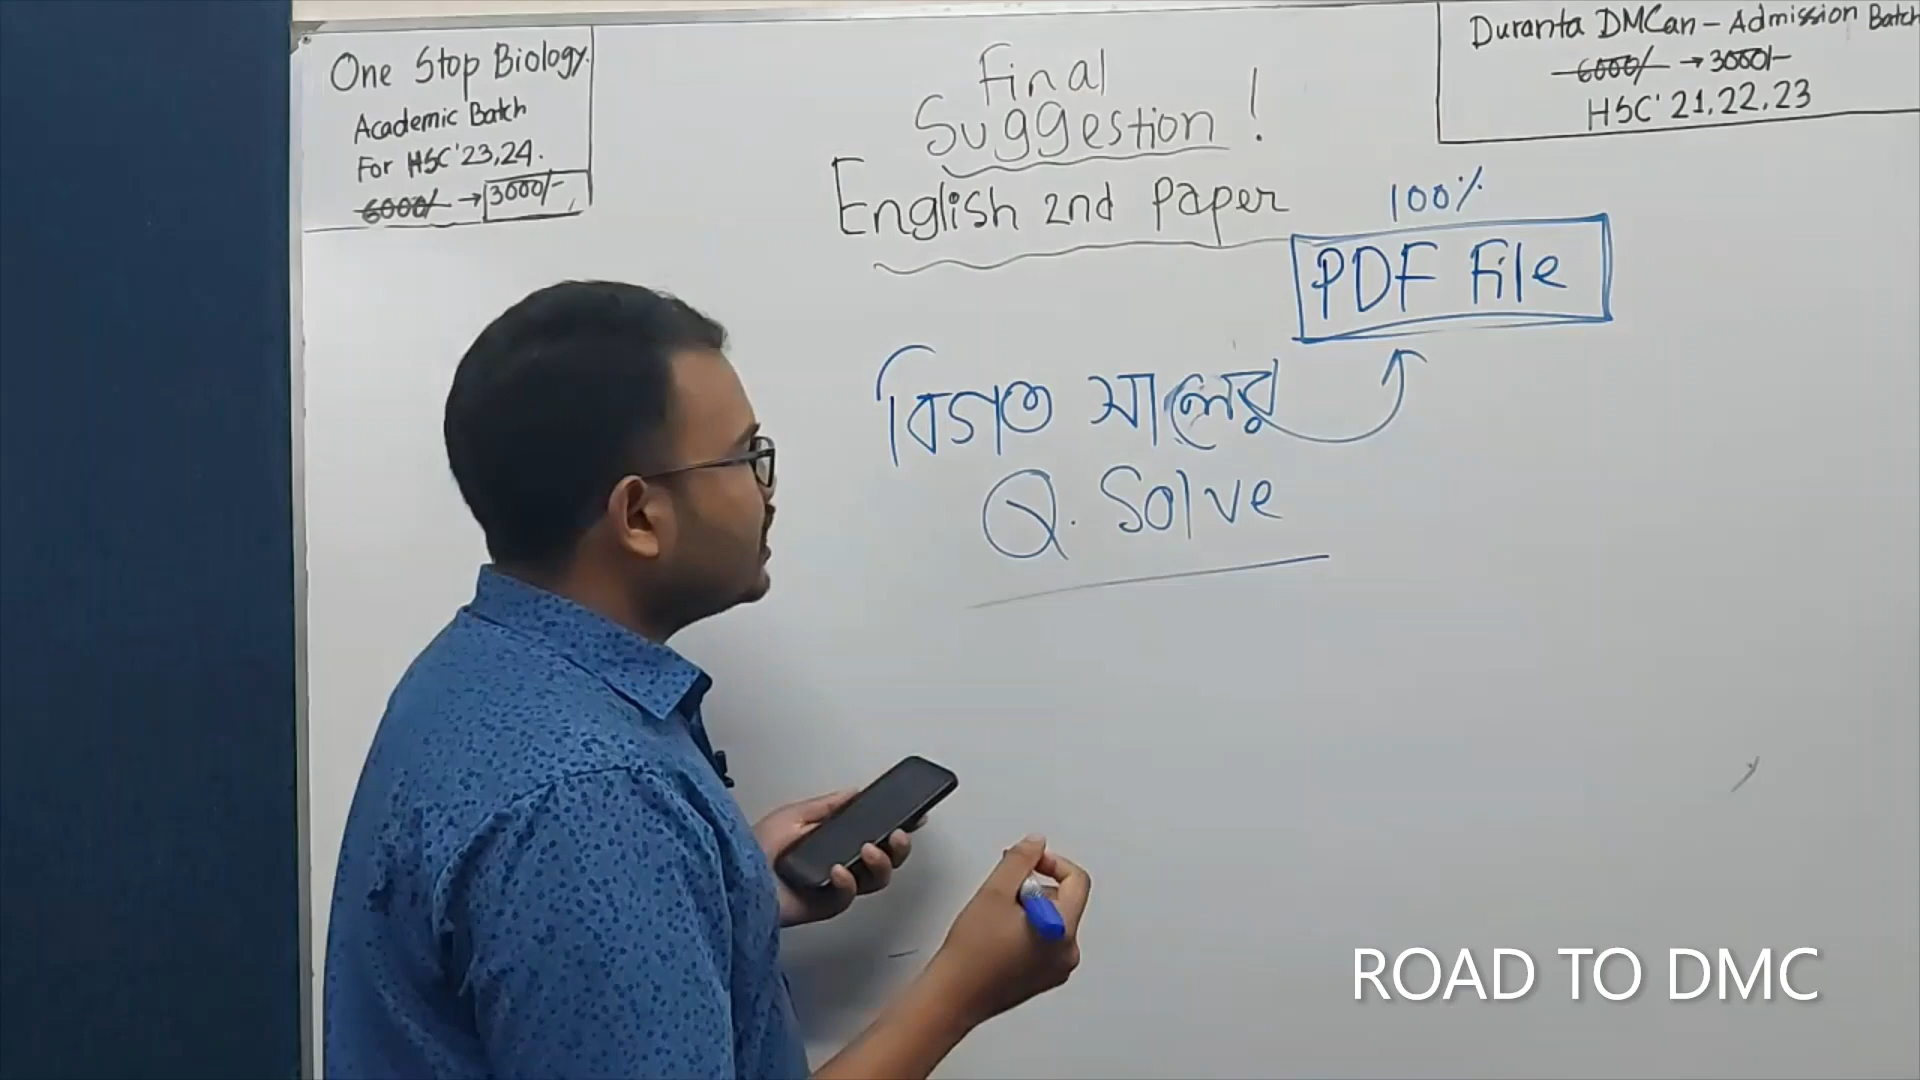 One Stop Biology.
Academic Batch
For HSC'23,24.
6000/- → 3000/-
Final
Suggestion !
English 2nd Paper
Duranta DMCan - Admission Batch
6000/- → 3000/-
HSC' 21,22,23
100%
PDF File
বিগত সালের
Q. Solve
ROAD TO DMC